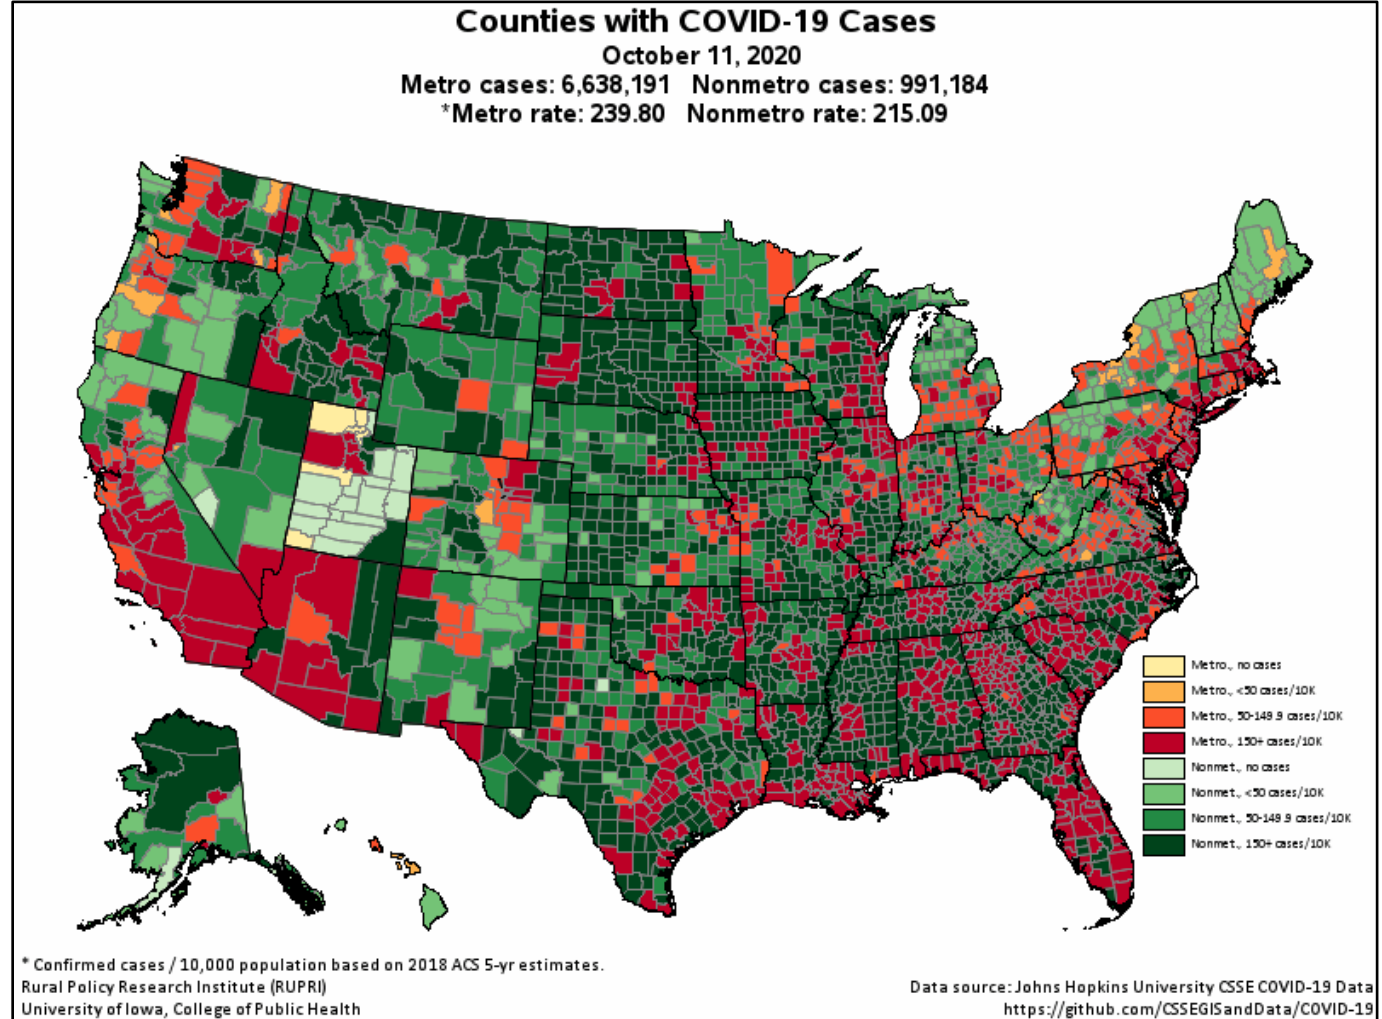 Counties with COVID-19 Cases
October 11, 2020
Metro cases: 6,638,191 Nonmetro cases: 991,184
*Metro rate: 239.80 Nonmetro rate: 215.09
Metro., no cases
Metro., <50 cases/10K
Metro., 50-149.9 cases/10K
Metro., 150+ cases/10K
Nonmet., no cases
Nonmet., <50 cases/10K
Nonmet., 50-149.9 cases/10K
Nonmet., 150+ cases/10K
* Confirmed cases / 10,000 population based on 2018 ACS 5-yr estimates.
Rural Policy Research Institute (RUPRI)
University of Iowa, College of Public Health
Data source: Johns Hopkins University CSSE COVID-19 Data
https://github.com/CSSEGISandData/COVID-19